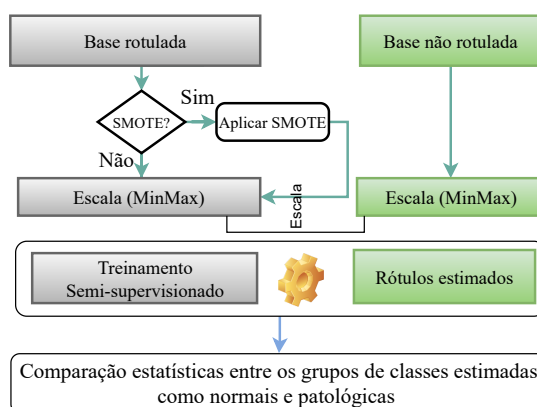 Base rotulada
Base não rotulada
Sim
SMOTE?
Aplicar SMOTE
Não
Escala (MinMax)
Escala
Escala (MinMax)
Treinamento
Semi-supervisionado
Rótulos estimados
Comparação estatísticas entre os grupos de classes estimadas
como normais e patológicas